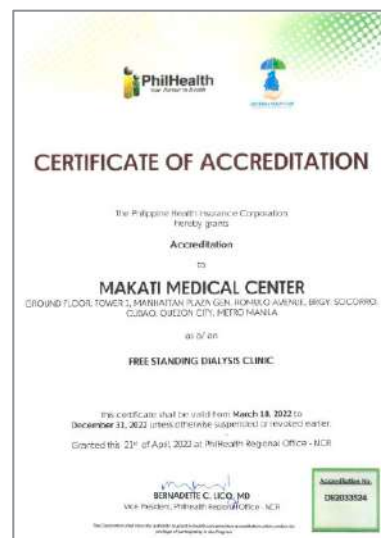 PhilHealth
Your Partner in Health
CERTIFICATE OF ACCREDITATION
The Philippine Health Insurance Corporation
hereby grants
Accreditation
to
MAKATI MEDICAL CENTER
GROUND FLOOR, TOWER 1, MANHATTAN PLAZA GEN. ROMULO AVENUE, BRGY. SOCORRO,
CUBAO, QUEZON CITY, METRO MANILA
as a/ an
FREE STANDING DIALYSIS CLINIC
this certificate shall be valid from March 18, 2022 to
December 31, 2022 unless otherwise suspended or revoked earlier.
Granted this 21st of April, 2022 at PhilHealth Regional Office - NCR
BERNADETTE C. LICO, MD
Vice President, PhilHealth Regional Office - NCR
Accreditation No.